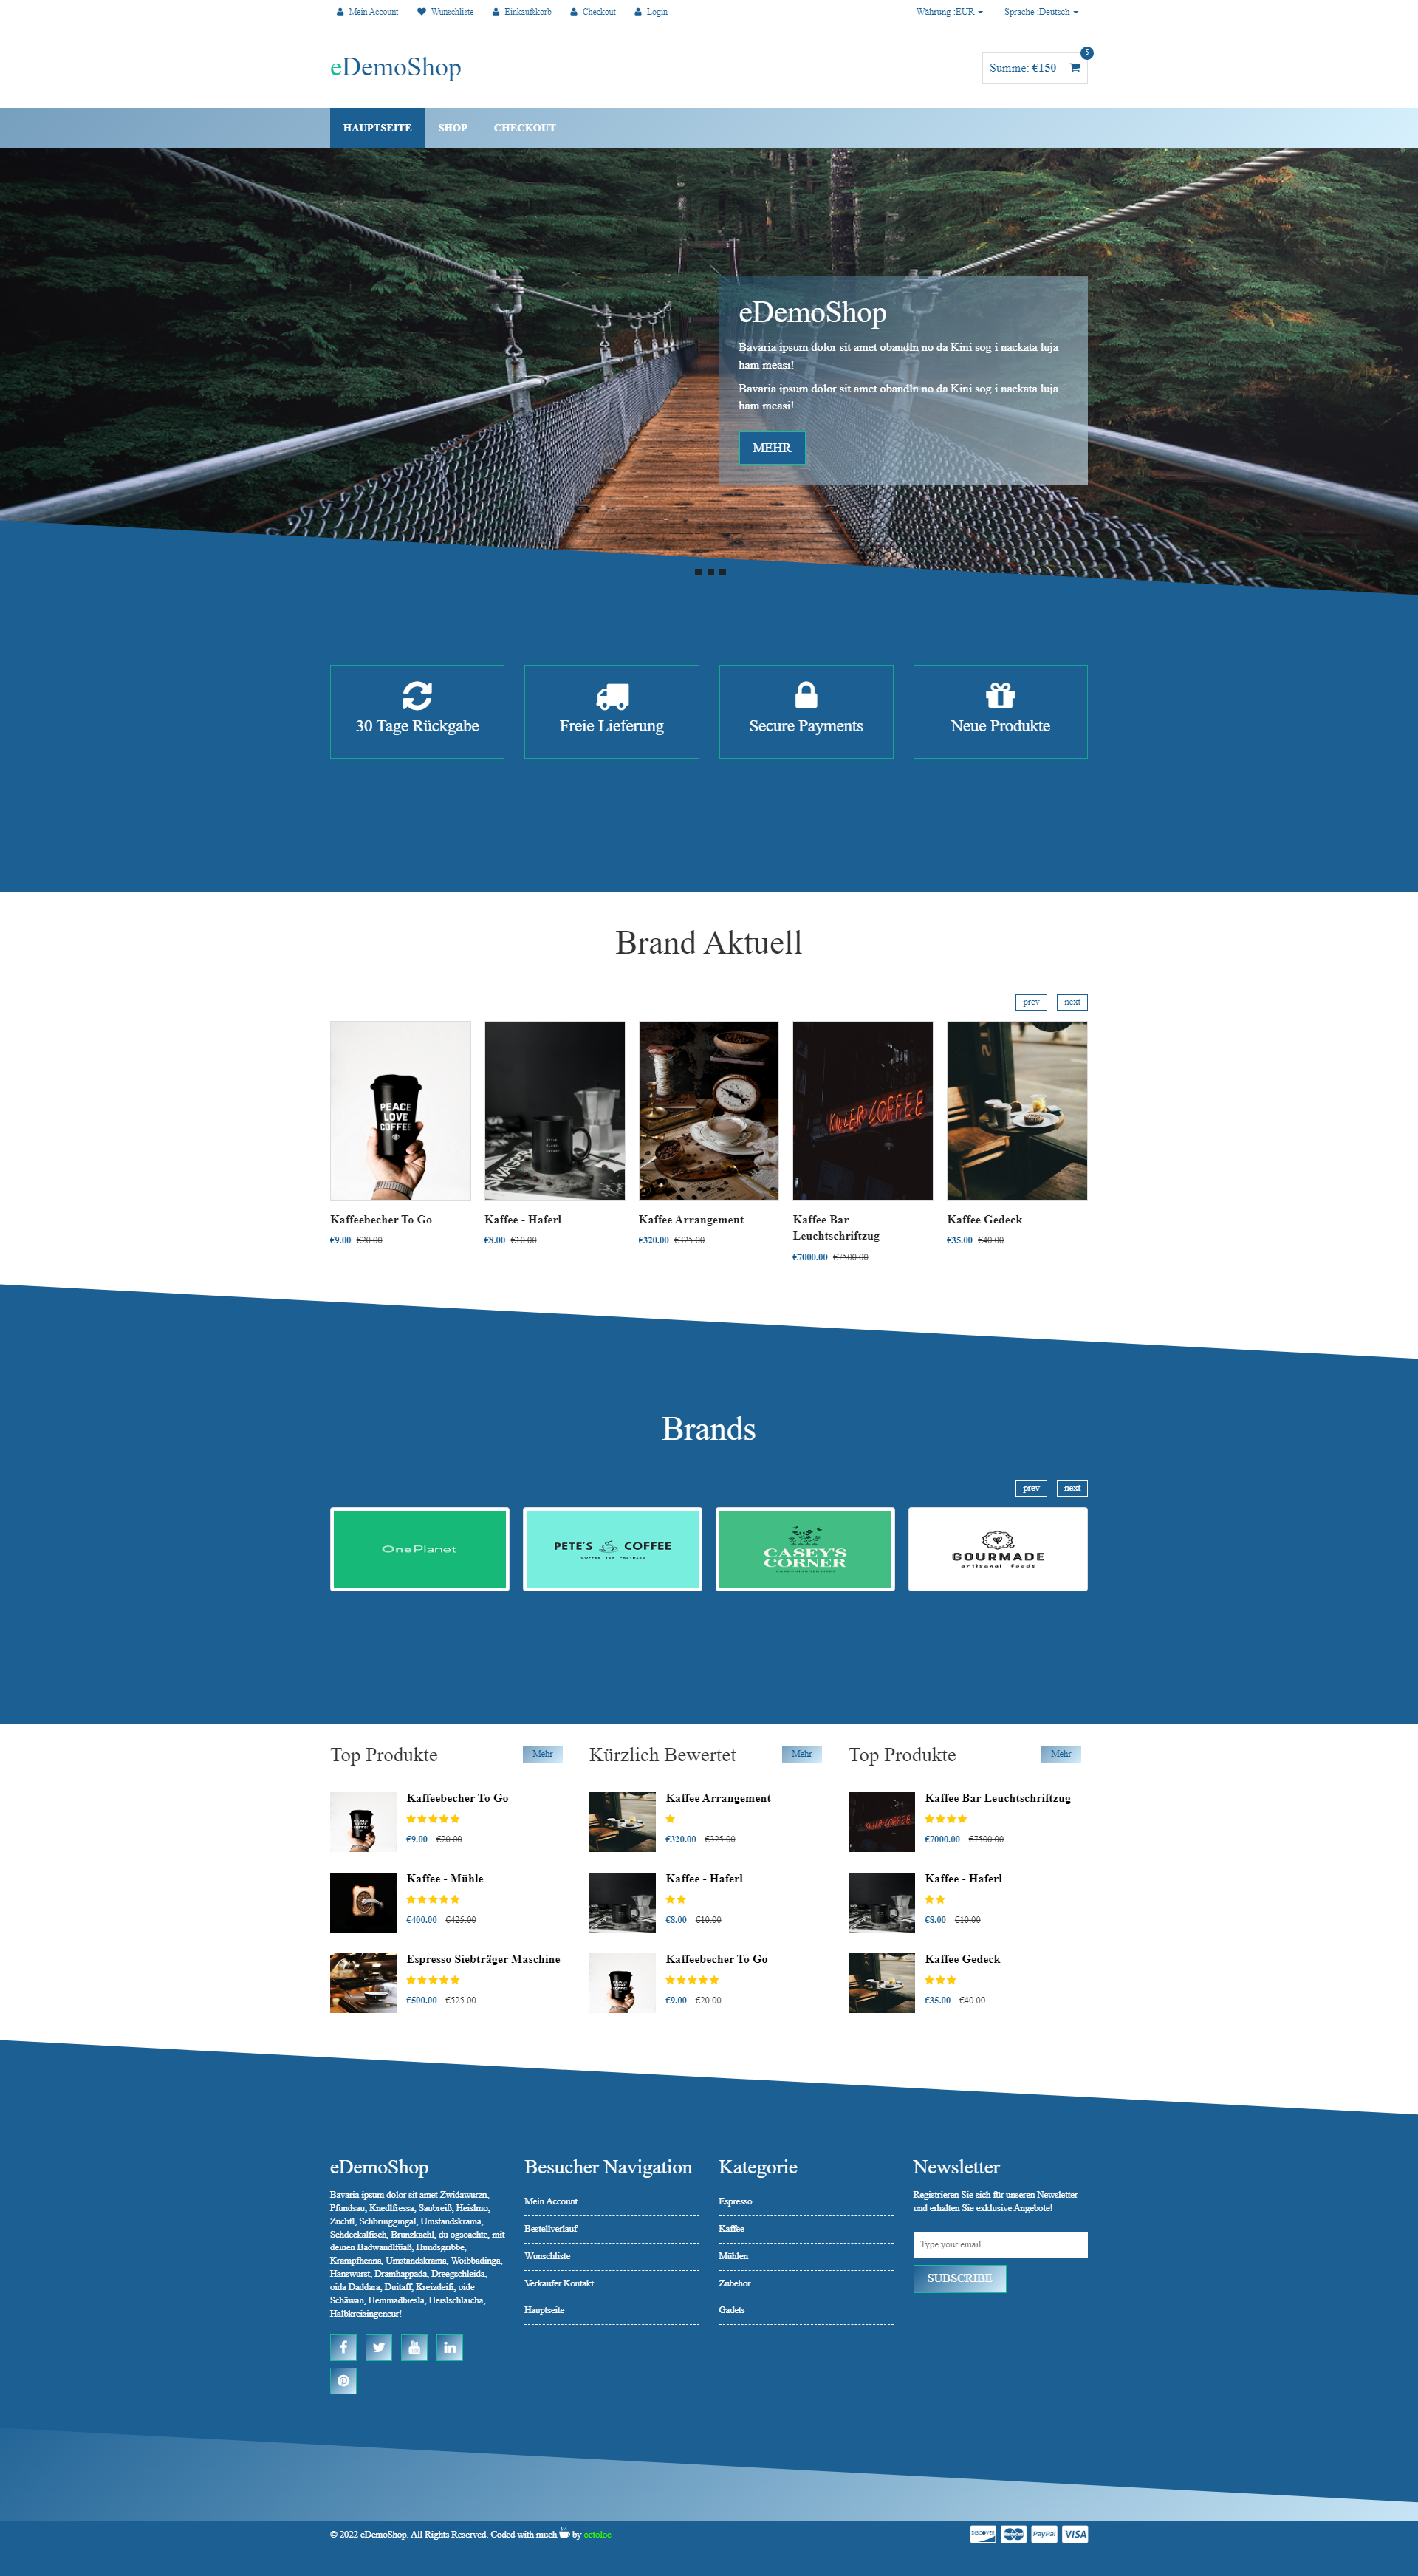 Mein Account Wunschliste Einkaufskorb Checkout Login Währung :EUR Sprache :Deutsch
5
eDemoShop Summe: €150
HAUPTSEITE SHOP CHECKOUT
eDemoShop
Bavaria ipsum dolor sit amet obandln no da Kini sog i nackata luja
ham measi!
Bavaria ipsum dolor sit amet obandln no da Kini sog i nackata luja
ham measi!
MEHR
30 Tage Rückgabe Freie Lieferung Secure Payments Neue Produkte
Brand Aktuell
prev next
PEACE
LOVE
COFFEE
KILLER COFFEE
Kaffeebecher To Go
€9.00 €20.00
Kaffee - Haferl
€8.00 €10.00
Kaffee Arrangement
€320.00 €325.00
Kaffee Bar
Leuchtschriftzug
€7000.00 €7500.00
Kaffee Gedeck
€35.00 €40.00
Brands
prev next
OnePlanet
PETE'S COFFEE
COFFEE TEA PASTRIES
CASEY'S
CORNER
GOURMADE
artisanal foods
Top Produkte Mehr
Kaffeebecher To Go
€9.00 €20.00
Kaffee - Mühle
€400.00 €425.00
Espresso Siebträger Maschine
€500.00 €525.00
Kürzlich Bewertet Mehr
Kaffee Arrangement
€320.00 €325.00
Kaffee - Haferl
€8.00 €10.00
Kaffeebecher To Go
€9.00 €20.00
Top Produkte Mehr
Kaffee Bar Leuchtschriftzug
€7000.00 €7500.00
Kaffee - Haferl
€8.00 €10.00
Kaffee Gedeck
€35.00 €40.00
eDemoShop
Bavaria ipsum dolor sit amet Zwidawurzn,
Pfundsau, Knedlfressa, Saubreiß, Heislmo,
Zuchtl, Schbringgingal, Umstandskrama,
Schdeckalfisch, Brunzkachl, du ogsoachte, mit
deinen Badwandlfüaß, Hundsgribbe,
Krampfhenna, Umstandskrama, Woibbadinga,
Hanswurst, Dramhappada, Dreegschleida,
oida Daddara, Duitaff, Kreizdeifi, oide
Schäwan, Hemmadbiesla, Heislschlaicha,
Halbkreisingeneur!
Besucher Navigation
Mein Account
Bestellverlauf
Wunschliste
Verkäufer Kontakt
Hauptseite
Kategorie
Espresso
Kaffee
Mühlen
Zubehör
Gadets
Newsletter
Registrieren Sie sich für unseren Newsletter
und erhalten Sie exklusive Angebote!
Type your email
SUBSCRIBE
© 2022 eDemoShop. All Rights Reserved. Coded with much by octoloe
DISCOVER MasterCard PayPal VISA